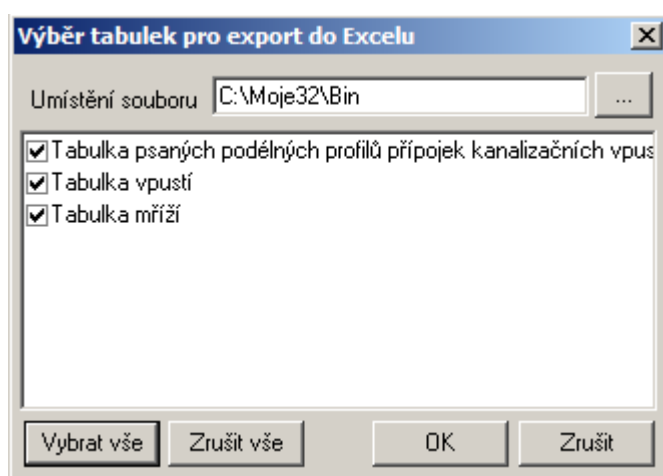 Výběr tabulek pro export do Excelu
Umístění souboru C:\Moje32\Bin ...
Tabulka psaných podélných profilů přípojek kanalizačních vpus
Tabulka vpustí
Tabulka mříží
Vybrat vše Zrušit vše OK Zrušit